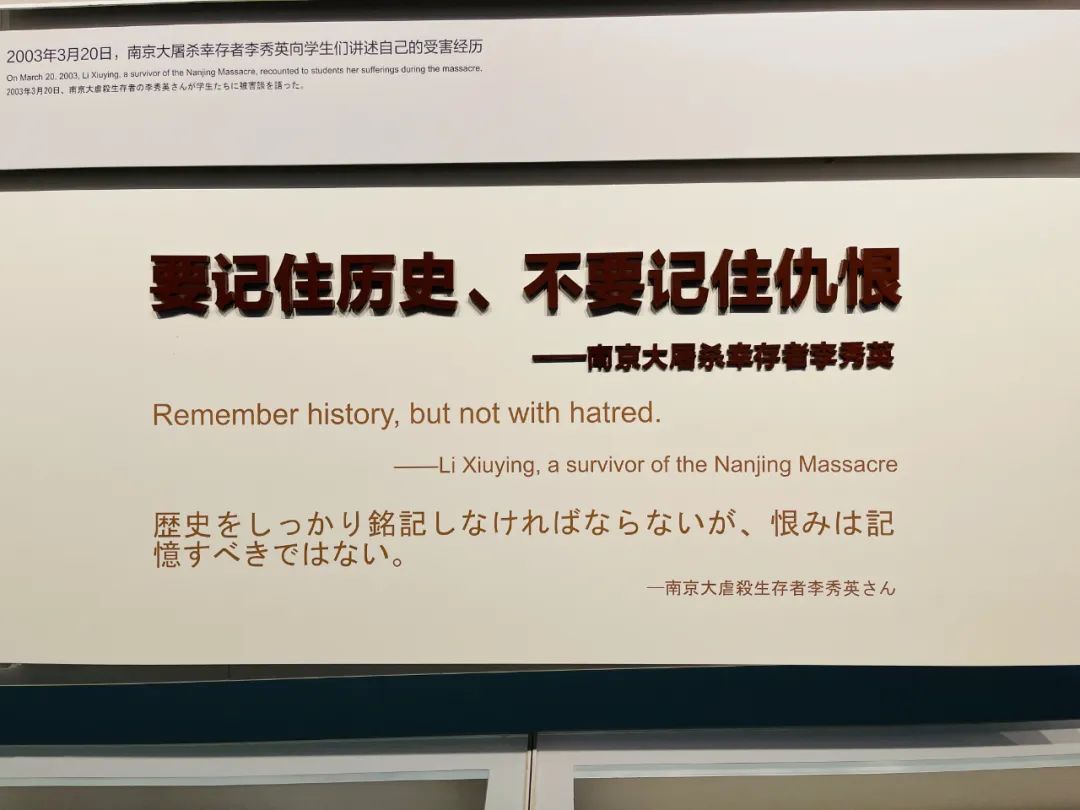 2003年3月20日，南京大屠杀幸存者李秀英向学生们讲述自己的受害经历
On March 20, 2003, Li Xiuying, a survivor of the Nanjing Massacre, recounted to students her sufferings during the massacre.
2003年3月20日、南京大虐殺生存者の李秀英さんが学生たちに被害談を語った。
要记住历史、不要记住仇恨
——南京大屠杀幸存者李秀英
Remember history, but not with hatred.
——Li Xiuying, a survivor of the Nanjing Massacre
歴史をしっかり銘記しなければならないが、恨みは記
憶すべきではない。
—南京大虐殺生存者李秀英さん